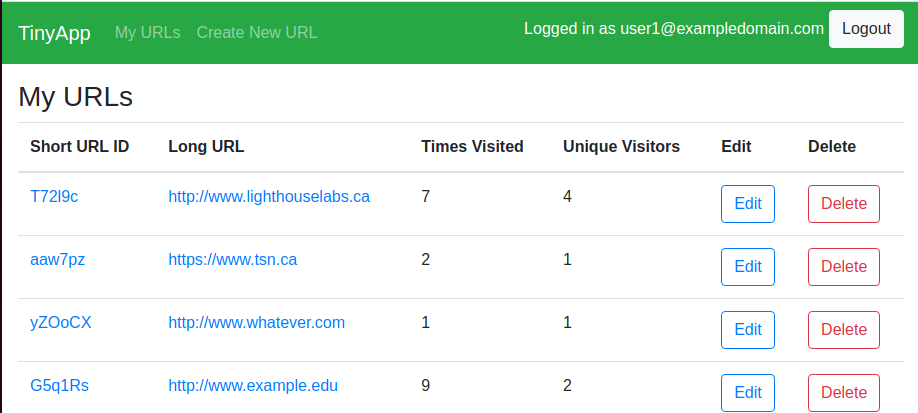 TinyApp My URLs Create New URL Logged in as user1@exampledomain.com Logout
My URLs
Short URL ID Long URL Times Visited Unique Visitors Edit Delete
T72l9c http://www.lighthouselabs.ca 7 4 Edit Delete
aaw7pz https://www.tsn.ca 2 1 Edit Delete
yZOoCX http://www.whatever.com 1 1 Edit Delete
G5q1Rs http://www.example.edu 9 2 Edit Delete